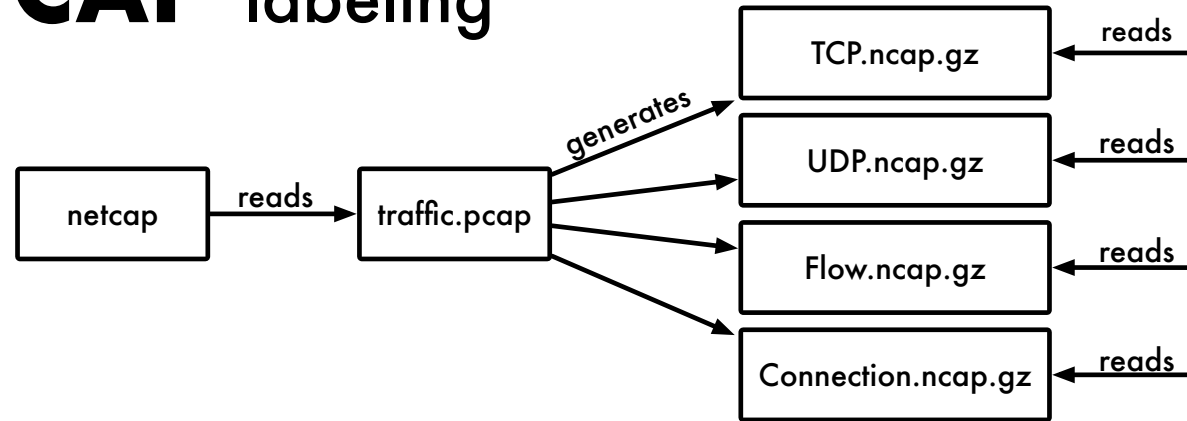 CAP labeling
TCP.ncap.gz
reads
generates
UDP.ncap.gz
reads
netcap
reads
traffic.pcap
Flow.ncap.gz
reads
Connection.ncap.gz
reads